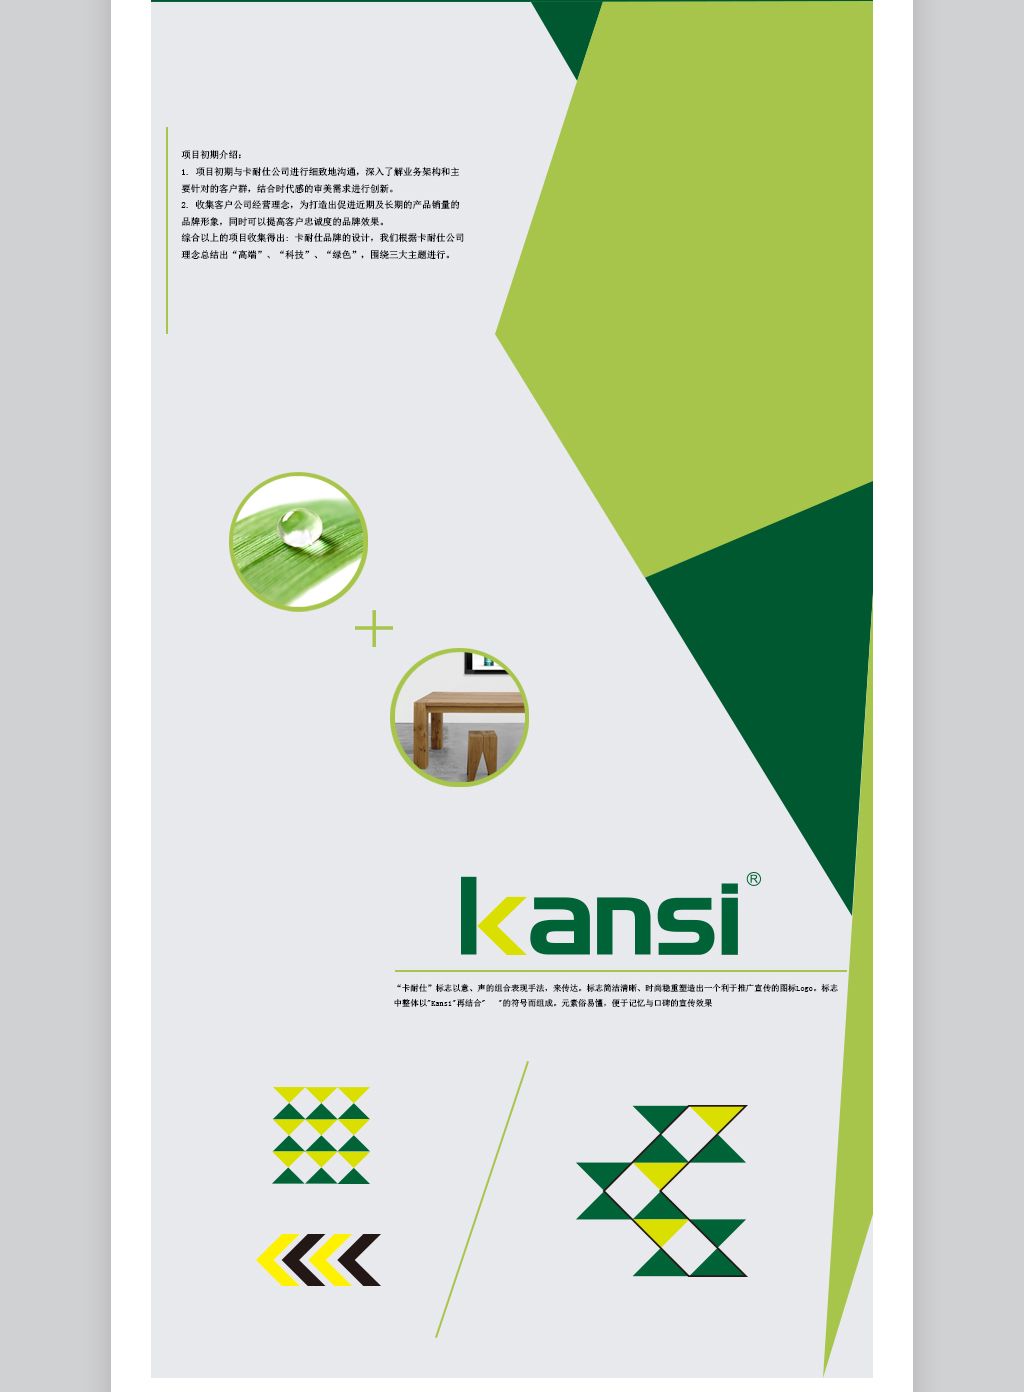 项目初期介绍：
1. 项目初期与卡耐仕公司进行细致地沟通，深入了解业务架构和主
要针对的客户群，结合时代感的审美需求进行创新。
2. 收集客户公司经营理念，为打造出促进近期及长期的产品销量的
品牌形象，同时可以提高客户忠诚度的品牌效果。
综合以上的项目收集得出：卡耐仕品牌的设计，我们根据卡耐仕公司
理念总结出“高端”、“科技”、“绿色”，围绕三大主题进行。
kansi®
“卡耐仕”标志以意、声的组合表现手法，来传达。标志简洁清晰、时尚稳重塑造出一个利于推广宣传的图标Logo。标志
中整体以"Kansi"再结合" "的符号而组成。元素俗易懂，便于记忆与口碑的宣传效果